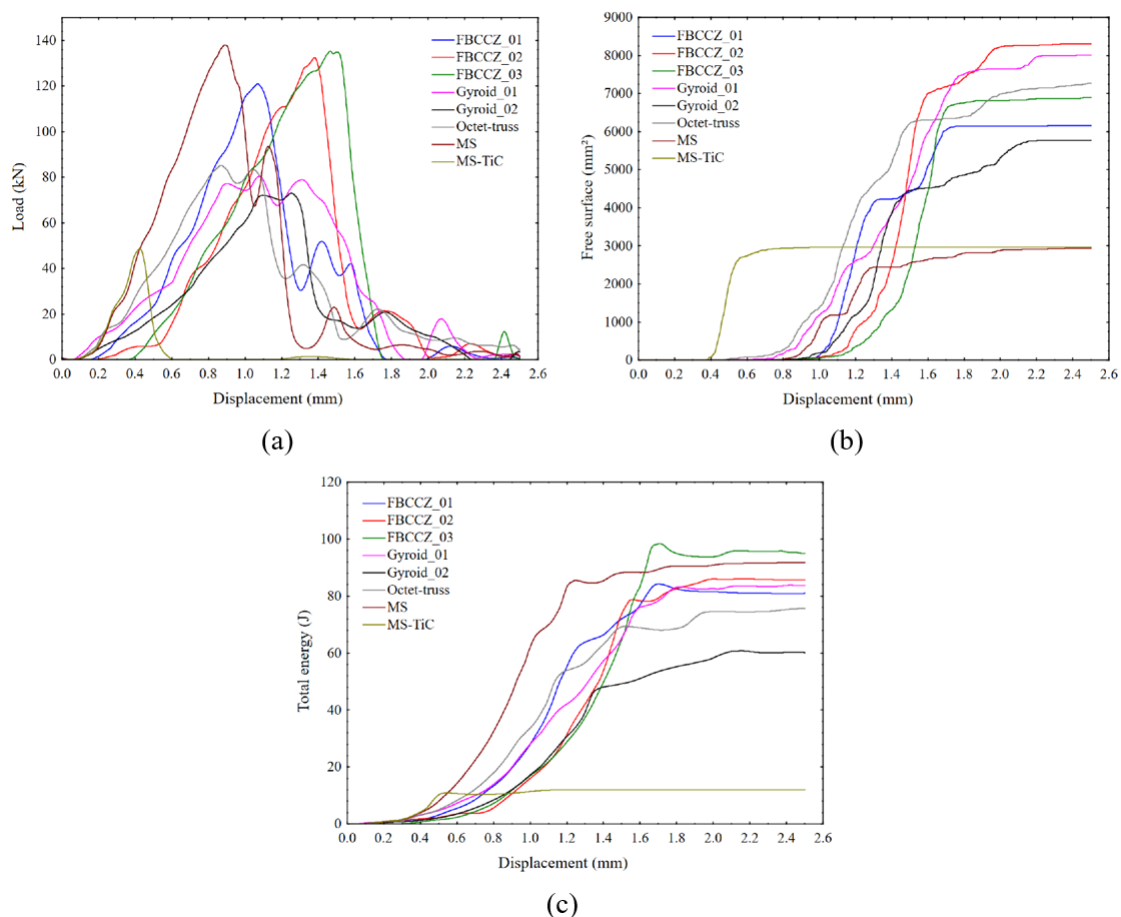 140
120
100
80
60
40
20
0
Load (kN)
FBCCZ_01
FBCCZ_02
FBCCZ_03
Gyroid_01
Gyroid_02
Octet-truss
MS
MS-TiC
0.0 0.2 0.4 0.6 0.8 1.0 1.2 1.4 1.6 1.8 2.0 2.2 2.4 2.6
Displacement (mm)
(a)
9000
8000
7000
6000
5000
4000
3000
2000
1000
0
Free surface (mm²)
FBCCZ_01
FBCCZ_02
FBCCZ_03
Gyroid_01
Gyroid_02
Octet-truss
MS
MS-TiC
0.0 0.2 0.4 0.6 0.8 1.0 1.2 1.4 1.6 1.8 2.0 2.2 2.4 2.6
Displacement (mm)
(b)
120
100
80
60
40
20
0
Total energy (J)
FBCCZ_01
FBCCZ_02
FBCCZ_03
Gyroid_01
Gyroid_02
Octet-truss
MS
MS-TiC
0.0 0.2 0.4 0.6 0.8 1.0 1.2 1.4 1.6 1.8 2.0 2.2 2.4 2.6
Displacement (mm)
(c)